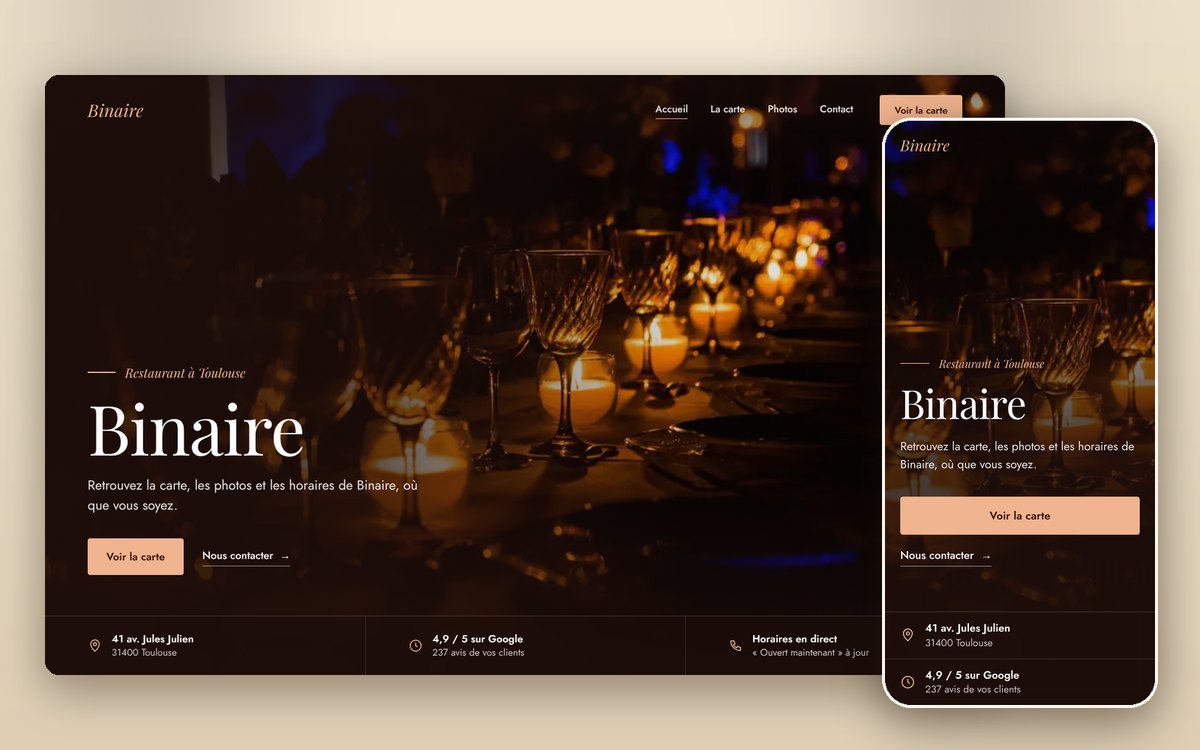 Binaire
Accueil La carte Photos Contact Voir la carte
Restaurant à Toulouse
Binaire
Retrouvez la carte, les photos et les horaires de Binaire, où
que vous soyez.
Voir la carte Nous contacter →
41 av. Jules Julien
31400 Toulouse
4,9 / 5 sur Google
237 avis de vos clients
Horaires en direct
« Ouvert maintenant » à jour
Binaire
Restaurant à Toulouse
Binaire
Retrouvez la carte, les photos et les horaires de
Binaire, où que vous soyez.
Voir la carte
Nous contacter →
41 av. Jules Julien
31400 Toulouse
4,9 / 5 sur Google
237 avis de vos clients